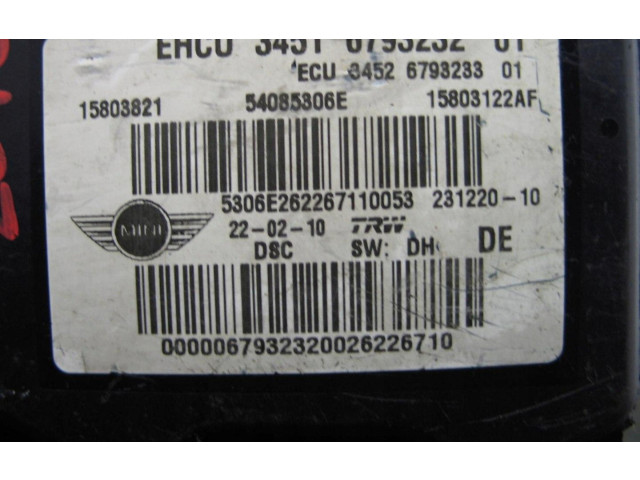 EHCU 3451 6793232 01
ECU 3452 6793233 01
15803821 54085306E 15803122AF
5306E262267110053 231220-10
MINI 22-02-10 TRW DE
DSC SW: DH
0000067932320026226710